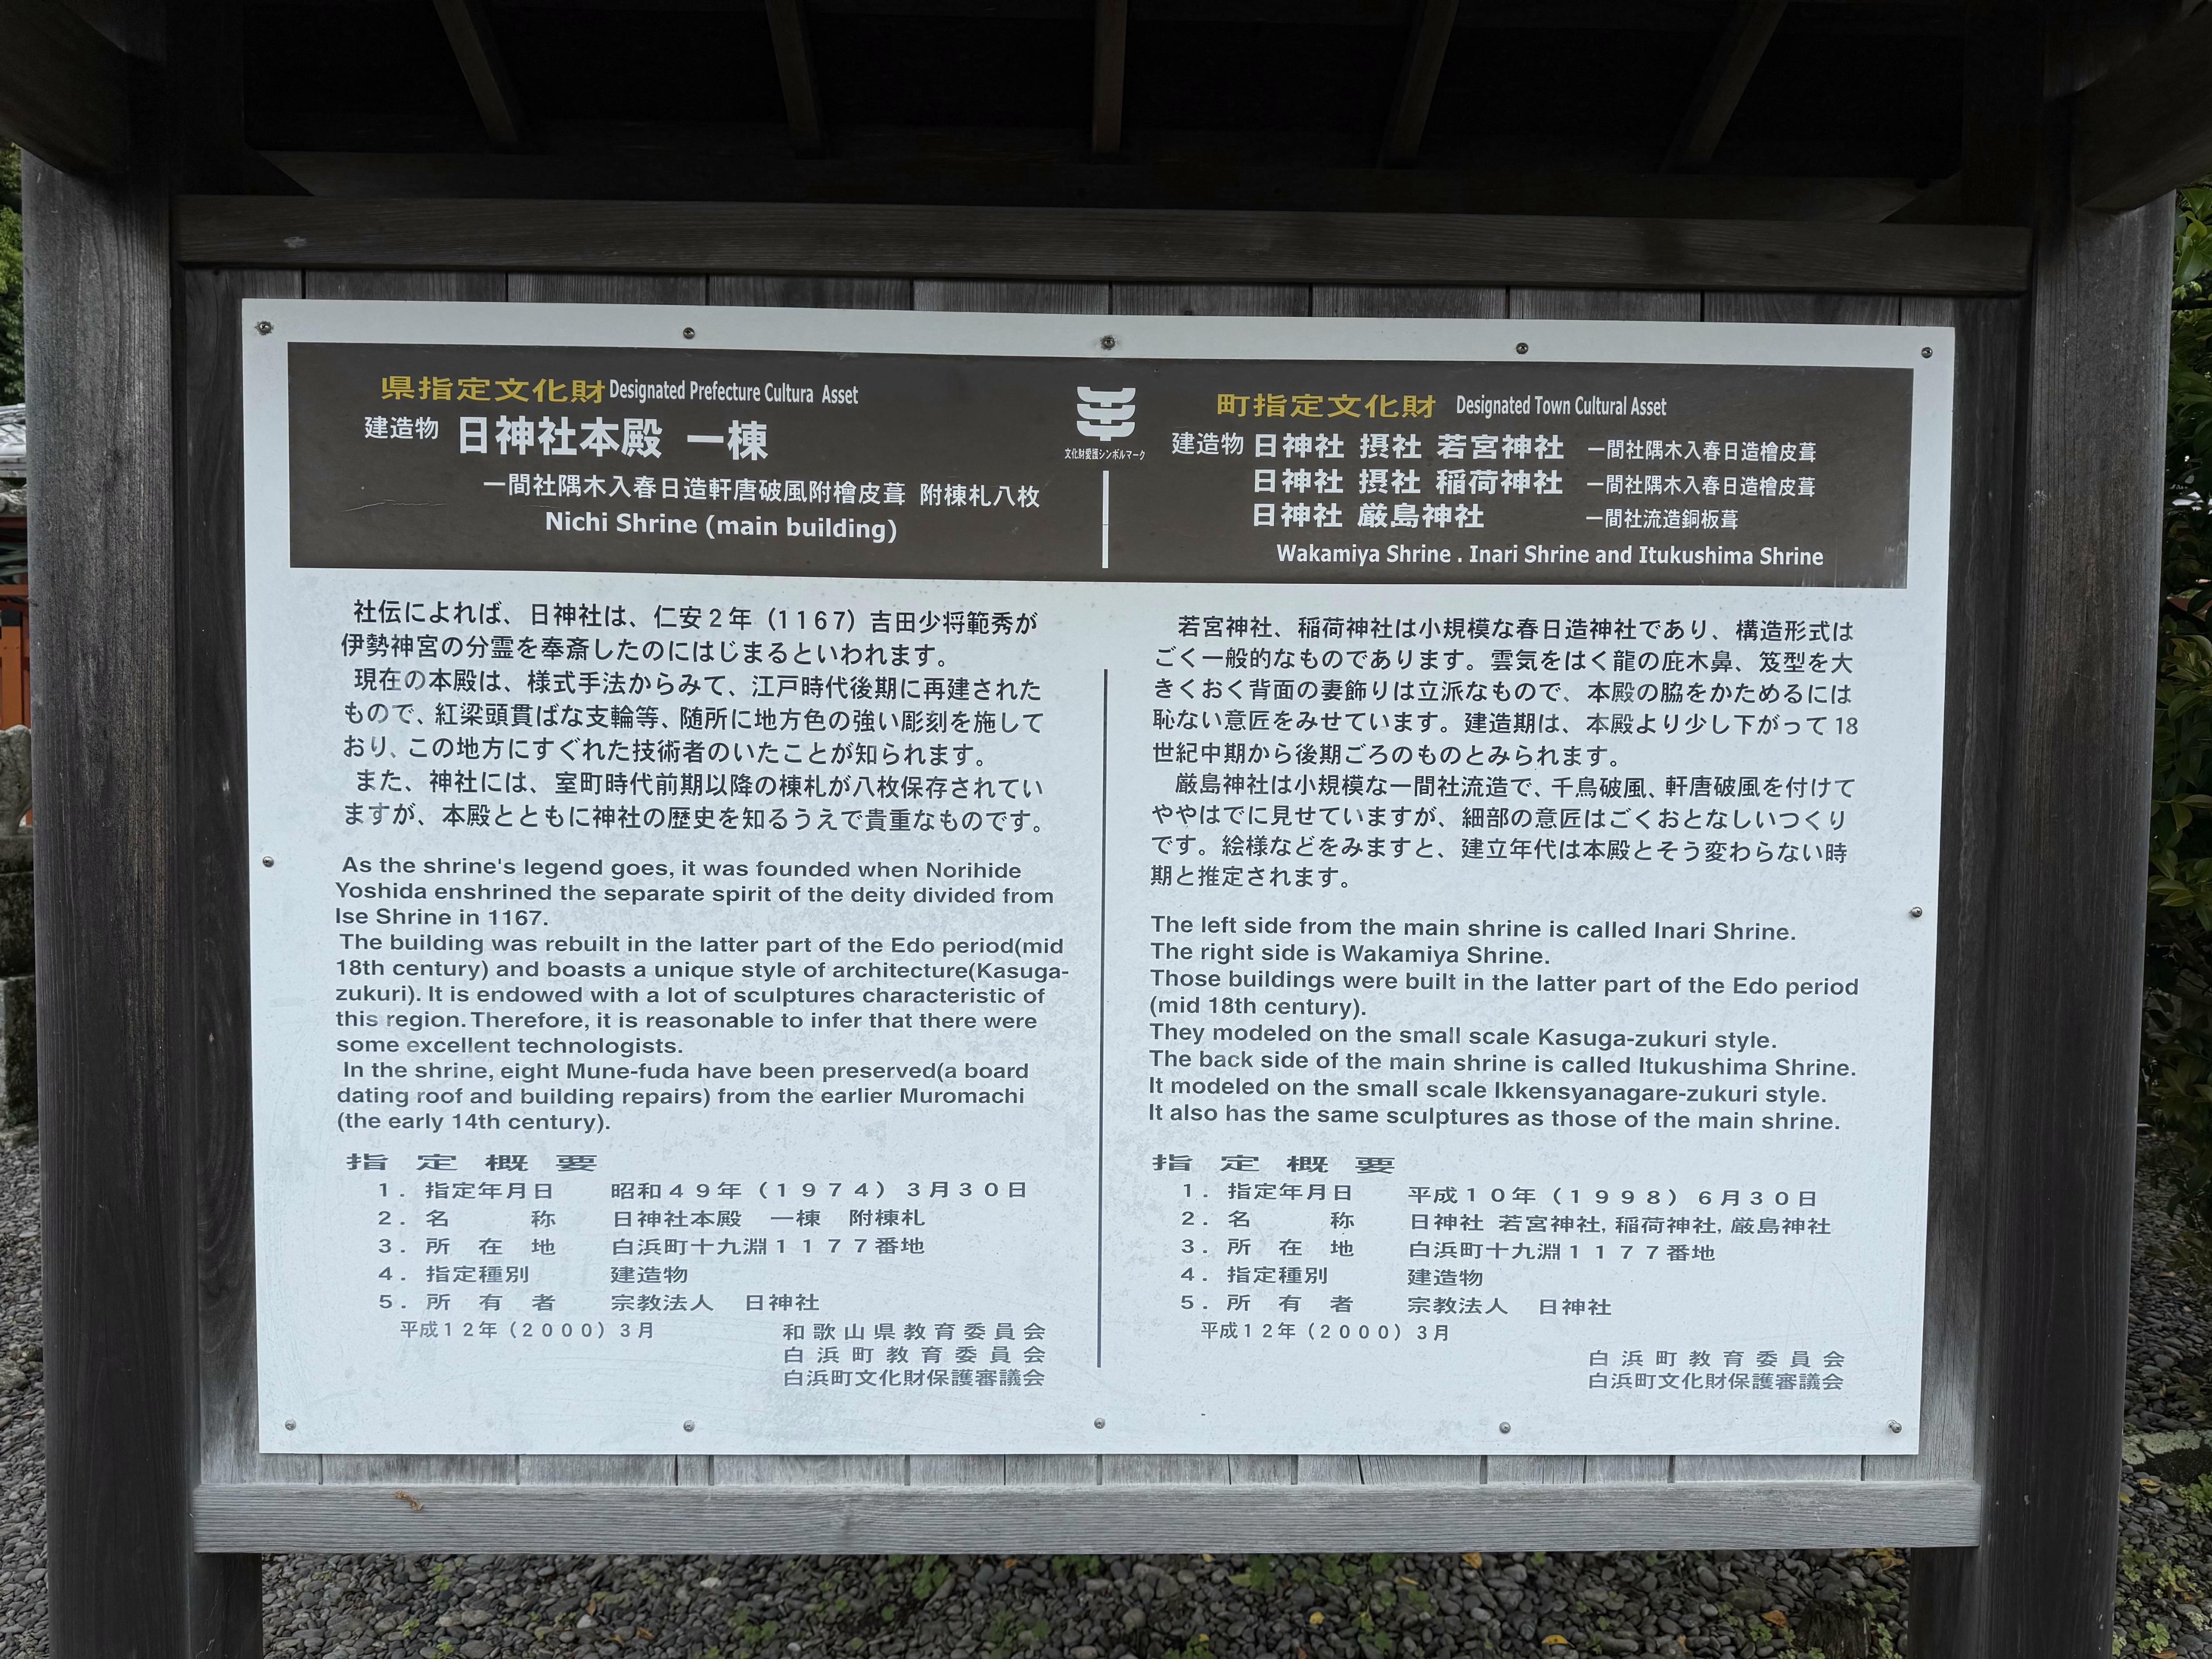 県指定文化財 Designated Prefecture Cultura Asset
建造物 日神社本殿 一棟
一間社隅木入春日造軒唐破風附檜皮葺 附棟札八枚
Nichi Shrine (main building)
文化財愛護シンボルマーク
町指定文化財 Designated Town Cultural Asset
建造物 日神社 摂社 若宮神社 一間社隅木入春日造檜皮葺
日神社 摂社 稲荷神社 一間社隅木入春日造檜皮葺
日神社 厳島神社 一間社流造銅板葺
Wakamiya Shrine . Inari Shrine and Itukushima Shrine
社伝によれば、日神社は、仁安2年（1167）吉田少将範秀が
伊勢神宮の分霊を奉斎したのにはじまるといわれます。
現在の本殿は、様式手法からみて、江戸時代後期に再建された
もので、紅梁頭貫ばな支輪等、随所に地方色の強い彫刻を施して
おり、この地方にすぐれた技術者のいたことが知られます。
また、神社には、室町時代前期以降の棟札が八枚保存されてい
ますが、本殿とともに神社の歴史を知るうえで貴重なものです。
As the shrine's legend goes, it was founded when Norihide
Yoshida enshrined the separate spirit of the deity divided from
Ise Shrine in 1167.
The building was rebuilt in the latter part of the Edo period(mid
18th century) and boasts a unique style of architecture(Kasuga-
zukuri). It is endowed with a lot of sculptures characteristic of
this region. Therefore, it is reasonable to infer that there were
some excellent technologists.
In the shrine, eight Mune-fuda have been preserved(a board
dating roof and building repairs) from the earlier Muromachi
(the early 14th century).
指定概要
1．指定年月日 昭和49年（1974）3月30日
2．名称 日神社本殿 一棟 附棟札
3．所在地 白浜町十九淵1177番地
4．指定種別 建造物
5．所有者 宗教法人 日神社
平成12年（2000）3月 和歌山県教育委員会
白浜町教育委員会
白浜町文化財保護審議会
若宮神社、稲荷神社は小規模な春日造神社であり、構造形式は
ごく一般的なものであります。雲気をはく龍の庇木鼻、笈型を大
きくおく背面の妻飾りは立派なもので、本殿の脇をかためるには
恥ない意匠をみせています。建造期は、本殿より少し下がって18
世紀中期から後期ごろのものとみられます。
厳島神社は小規模な一間社流造で、千鳥破風、軒唐破風を付けて
ややはでに見せていますが、細部の意匠はごくおとなしいつくり
です。絵様などをみますと、建立年代は本殿とそう変わらない時
期と推定されます。
The left side from the main shrine is called Inari Shrine.
The right side is Wakamiya Shrine.
Those buildings were built in the latter part of the Edo period
(mid 18th century).
They modeled on the small scale Kasuga-zukuri style.
The back side of the main shrine is called Itukushima Shrine.
It modeled on the small scale Ikkensyanagare-zukuri style.
It also has the same sculptures as those of the main shrine.
指定概要
1．指定年月日 平成10年（1998）6月30日
2．名称 日神社 若宮神社, 稲荷神社, 厳島神社
3．所在地 白浜町十九淵1177番地
4．指定種別 建造物
5．所有者 宗教法人 日神社
平成12年（2000）3月
白浜町教育委員会
白浜町文化財保護審議会